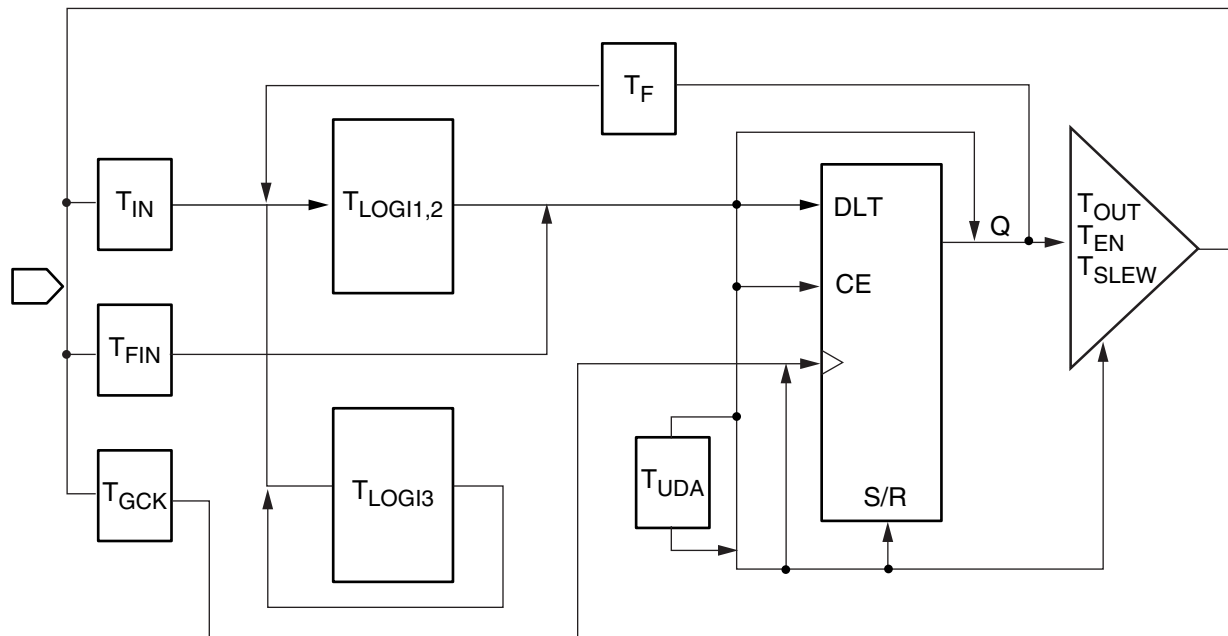 T_F
T_IN
T_LOGI1,2
DLT
Q
T_OUT
T_EN
T_SLEW
CE
T_FIN
T_LOGI3
T_UDA
T_GCK
S/R